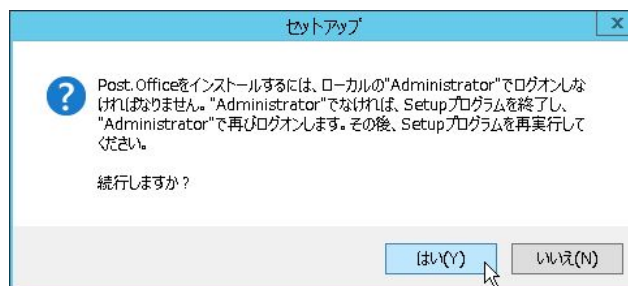 セットアップ
x
Post.Officeをインストールするには、ローカルの"Administrator"でログオンしな
ければなりません。"Administrator"でなければ、Setupプログラムを終了し、
"Administrator"で再びログオンします。その後、Setupプログラムを再実行して
ください。
続行しますか？
?
はい(Y)
いいえ(N)